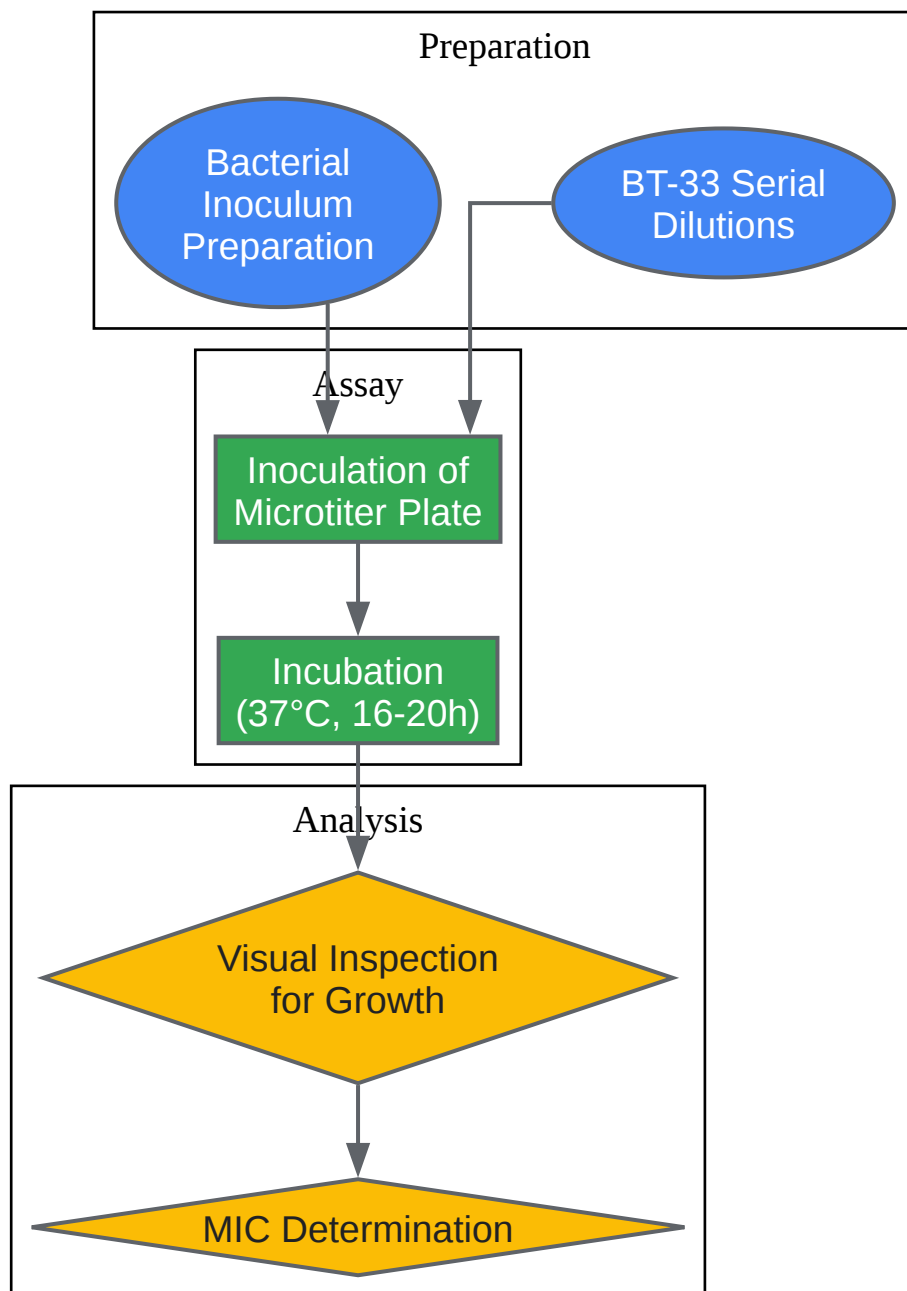 Preparation
Bacterial
Inoculum
Preparation
BT-33 Serial
Dilutions
Assay
Inoculation of
Microtiter Plate
Incubation
(37°C, 16-20h)
Analysis
Visual Inspection
for Growth
MIC Determination